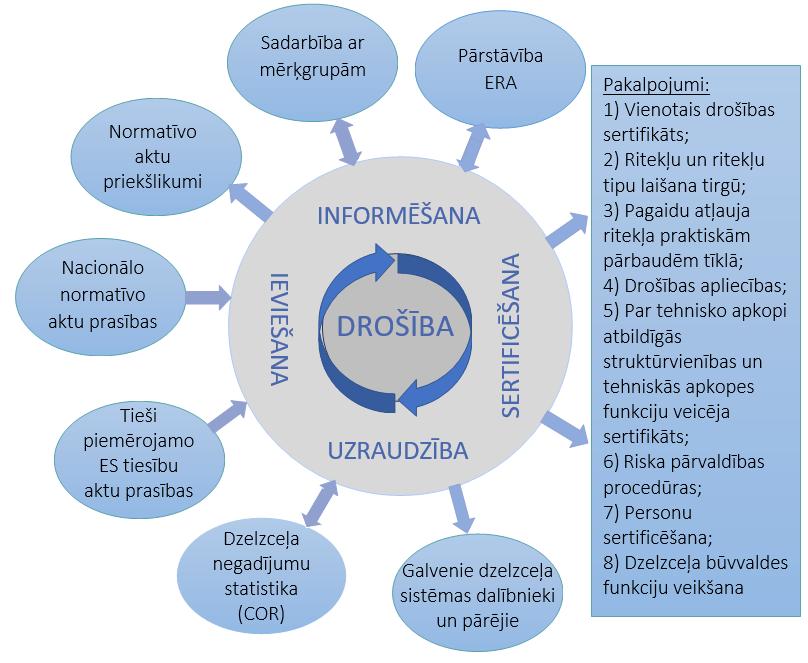 Sadarbība ar
mērķgrupām
Pārstāvība
ERA
Normatīvo
aktu
priekšlikumi
Nacionālo
normatīvo
aktu prasības
Tieši
piemērojamo
ES tiesību
aktu prasības
Dzelzceļa
negadījumu
statistika
(COR)
Galvenie dzelzceļa
sistēmas dalībnieki
un pārējie
INFORMĒŠANA
IEVIEŠANA
DROŠĪBA
SERTIFICĒŠANA
UZRAUDZĪBA
Pakalpojumi:
1) Vienotais drošības
sertifikāts;
2) Ritekļu un ritekļu
tipu laišana tirgū;
3) Pagaidu atļauja
ritekļa praktiskām
pārbaudēm tīklā;
4) Drošības apliecības;
5) Par tehnisko apkopi
atbildīgās
struktūrvienības un
tehniskās apkopes
funkciju veicēja
sertifikāts;
6) Riska pārvaldības
procedūras;
7) Personu
sertificēšana;
8) Dzelzceļa būvvaldes
funkciju veikšana